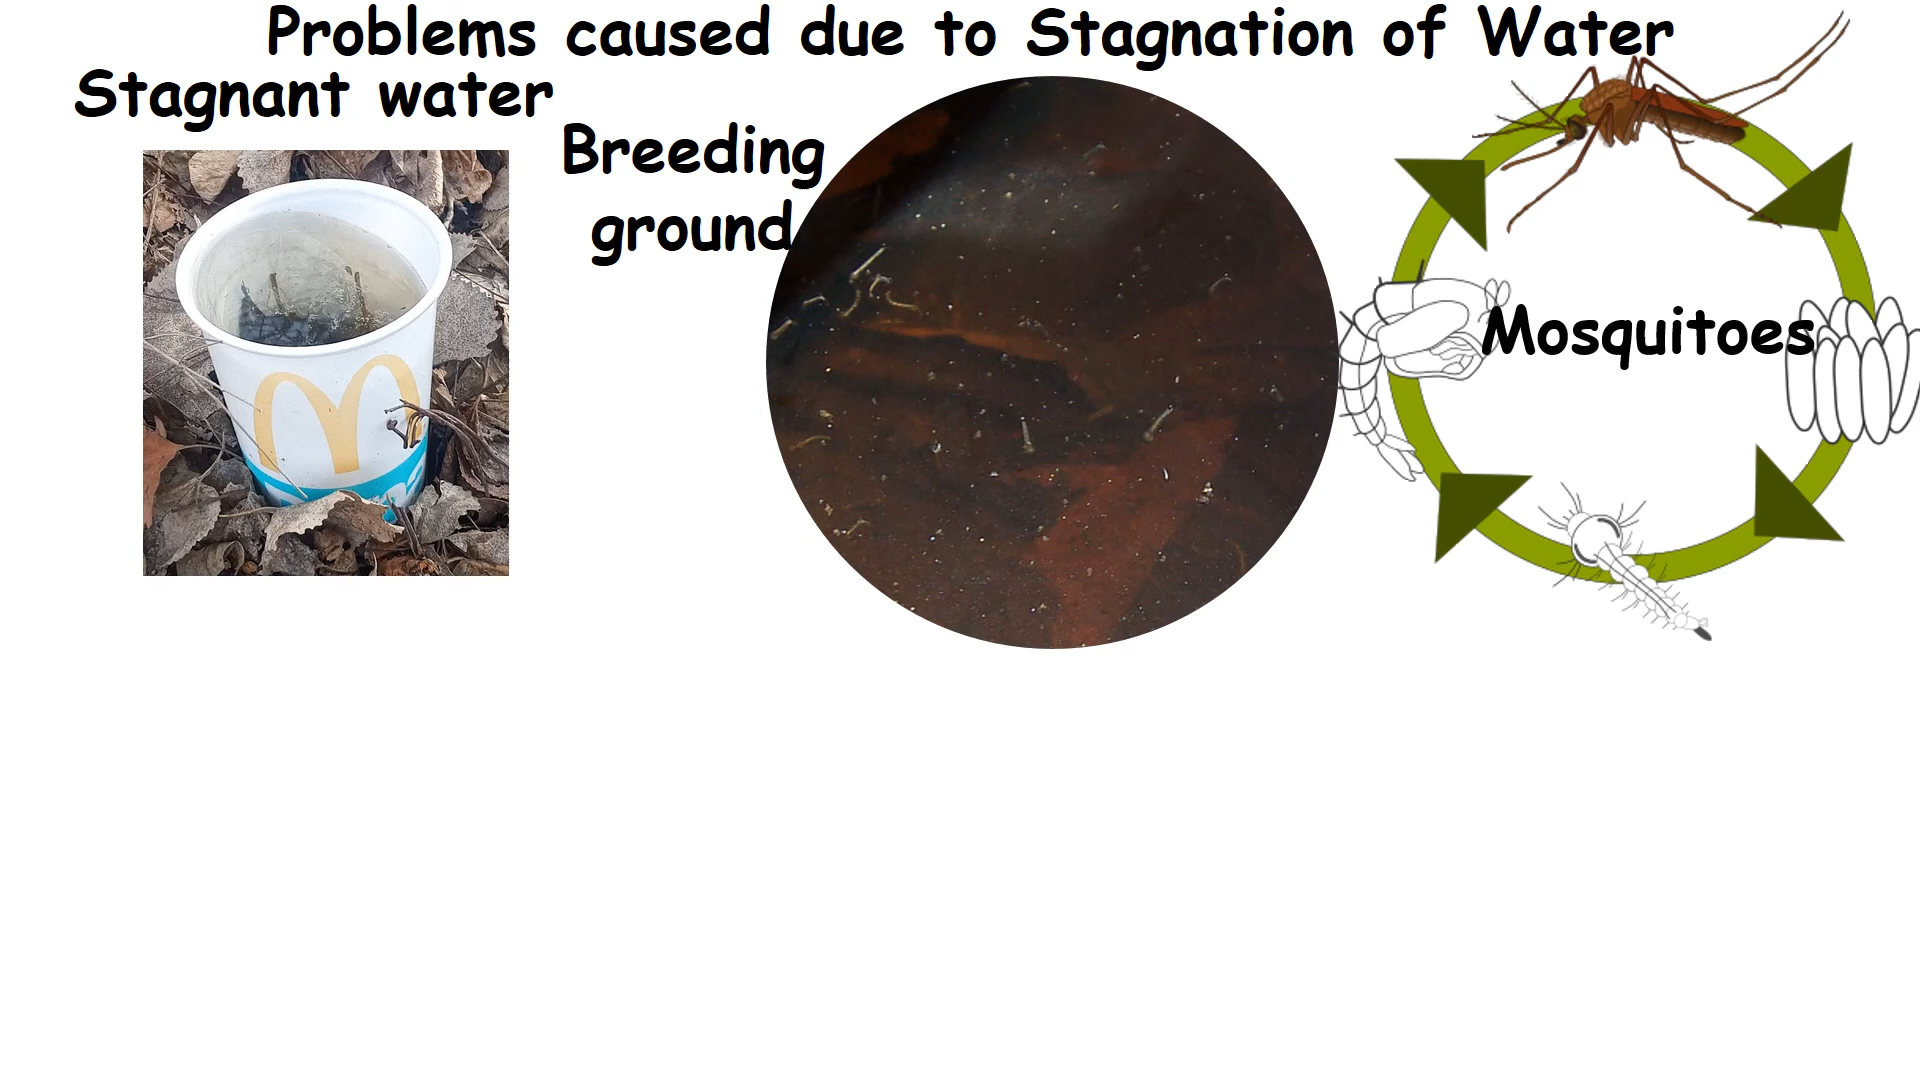 Problems caused due to Stagnation of Water
Stagnant water
Breeding
ground
Mosquitoes